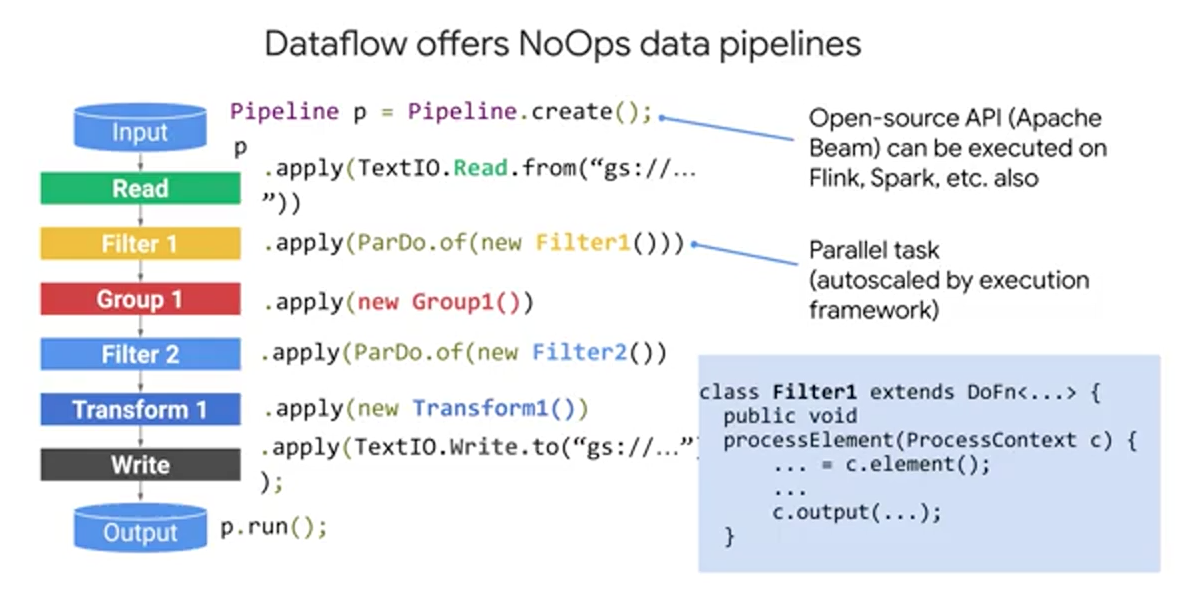 Dataflow offers NoOps data pipelines
Input
Read
Filter 1
Group 1
Filter 2
Transform 1
Write
Output
Pipeline p = Pipeline.create();
p
.apply(TextIO.Read.from(“gs://…
”))
.apply(ParDo.of(new Filter1()))
.apply(new Group1())
.apply(ParDo.of(new Filter2())
.apply(new Transform1())
.apply(TextIO.Write.to(“gs://…”)
);
p.run();
Open-source API (Apache
Beam) can be executed on
Flink, Spark, etc. also
Parallel task
(autoscaled by execution
framework)
class Filter1 extends DoFn<...> {
public void
processElement(ProcessContext c) {
... = c.element();
...
c.output(...);
}